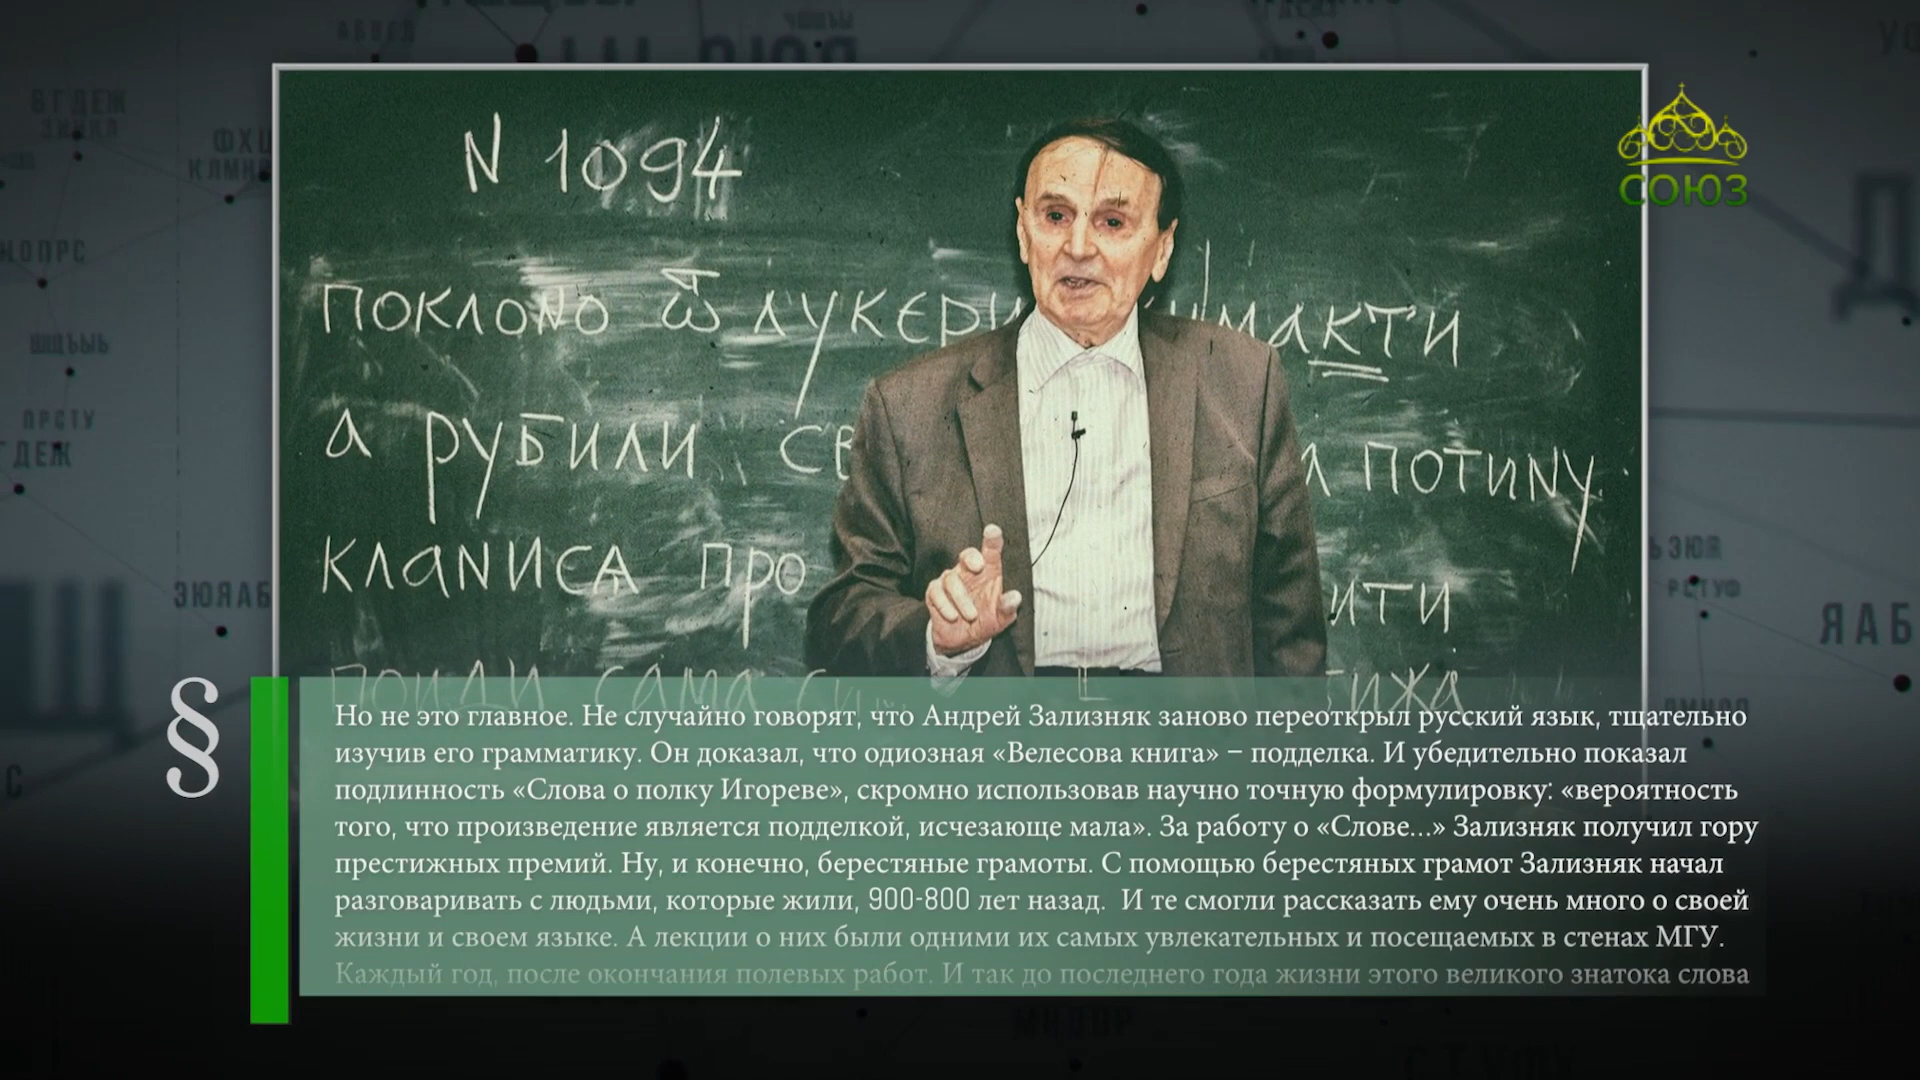 СОЮЗ
N 1094
поклоно ѿ лукери макти
а рубили потину
кланиса про ити
поиди сама
Но не это главное. Не случайно говорят, что Андрей Зализняк заново переоткрыл русский язык, тщательно
изучив его грамматику. Он доказал, что одиозная «Велесова книга» – подделка. И убедительно показал
подлинность «Слова о полку Игореве», скромно использовав научно точную формулировку: «вероятность
того, что произведение является подделкой, исчезающе мала». За работу о «Слове…» Зализняк получил гору
престижных премий. Ну, и конечно, берестяные грамоты. С помощью берестяных грамот Зализняк начал
разговаривать с людьми, которые жили, 900-800 лет назад. И те смогли рассказать ему очень много о своей
жизни и своем языке. А лекции о них были одними их самых увлекательных и посещаемых в стенах МГУ.
Каждый год, после окончания полевых работ. И так до последнего года жизни этого великого знатока слова
§